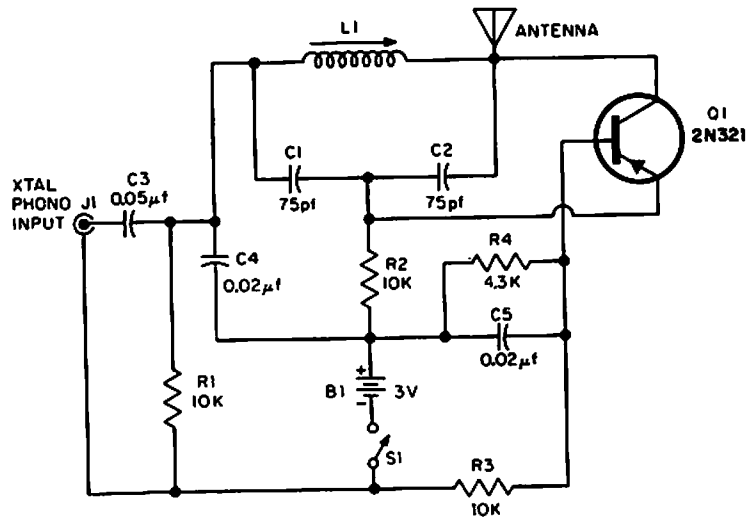 L1
ANTENNA
Q1
2N321
C1
75pf
C2
75pf
XTAL
PHONO J1
INPUT
C3
0.05µf
C4
0.02µf
R2
10K
R4
4.3K
C5
0.02µf
R1
10K
+
B1 3V
-
S1
R3
10K